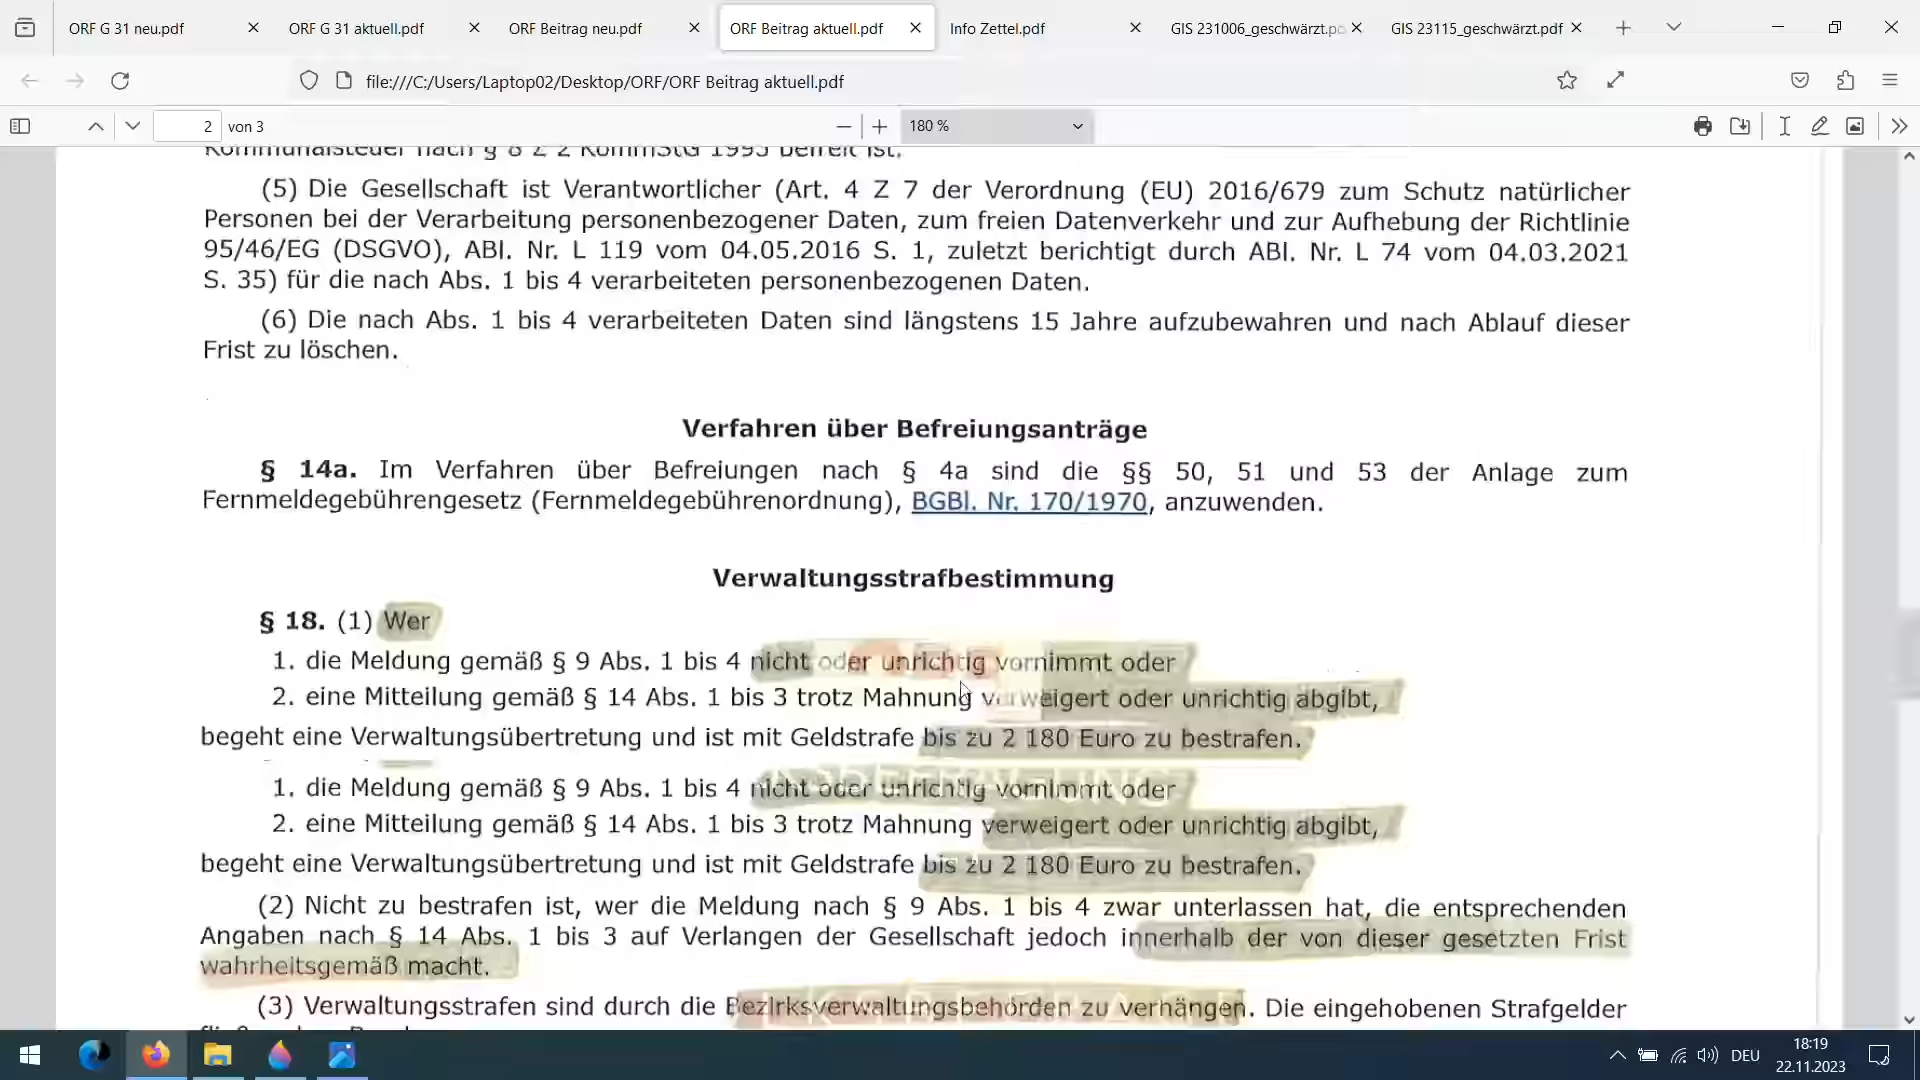 ORF G 31 neu.pdf
ORF G 31 aktuell.pdf
ORF Beitrag neu.pdf
ORF Beitrag aktuell.pdf
Info Zettel.pdf
GIS 231006_geschwärzt.pd
GIS 23115_geschwärzt.pdf
file:///C:/Users/Laptop02/Desktop/ORF/ORF Beitrag aktuell.pdf
2 von 3
180 %
Kommunalsteuer nach § 8 Z 2 KommStG 1993 befreit ist.
(5) Die Gesellschaft ist Verantwortlicher (Art. 4 Z 7 der Verordnung (EU) 2016/679 zum Schutz natürlicher
Personen bei der Verarbeitung personenbezogener Daten, zum freien Datenverkehr und zur Aufhebung der Richtlinie
95/46/EG (DSGVO), ABl. Nr. L 119 vom 04.05.2016 S. 1, zuletzt berichtigt durch ABl. Nr. L 74 vom 04.03.2021
S. 35) für die nach Abs. 1 bis 4 verarbeiteten personenbezogenen Daten.
(6) Die nach Abs. 1 bis 4 verarbeiteten Daten sind längstens 15 Jahre aufzubewahren und nach Ablauf dieser
Frist zu löschen.
Verfahren über Befreiungsanträge
§ 14a. Im Verfahren über Befreiungen nach § 4a sind die §§ 50, 51 und 53 der Anlage zum
Fernmeldegebührengesetz (Fernmeldegebührenordnung), BGBl. Nr. 170/1970, anzuwenden.
Verwaltungsstrafbestimmung
§ 18. (1) Wer
1. die Meldung gemäß § 9 Abs. 1 bis 4 nicht oder unrichtig vornimmt oder
2. eine Mitteilung gemäß § 14 Abs. 1 bis 3 trotz Mahnung verweigert oder unrichtig abgibt,
begeht eine Verwaltungsübertretung und ist mit Geldstrafe bis zu 2 180 Euro zu bestrafen.
1. die Meldung gemäß § 9 Abs. 1 bis 4 nicht oder unrichtig vornimmt oder
2. eine Mitteilung gemäß § 14 Abs. 1 bis 3 trotz Mahnung verweigert oder unrichtig abgibt,
begeht eine Verwaltungsübertretung und ist mit Geldstrafe bis zu 2 180 Euro zu bestrafen.
(2) Nicht zu bestrafen ist, wer die Meldung nach § 9 Abs. 1 bis 4 zwar unterlassen hat, die entsprechenden
Angaben nach § 14 Abs. 1 bis 3 auf Verlangen der Gesellschaft jedoch innerhalb der von dieser gesetzten Frist
wahrheitsgemäß macht.
(3) Verwaltungsstrafen sind durch die Bezirksverwaltungsbehörden zu verhängen. Die eingehobenen Strafgelder
DEU
18:19
22.11.2023